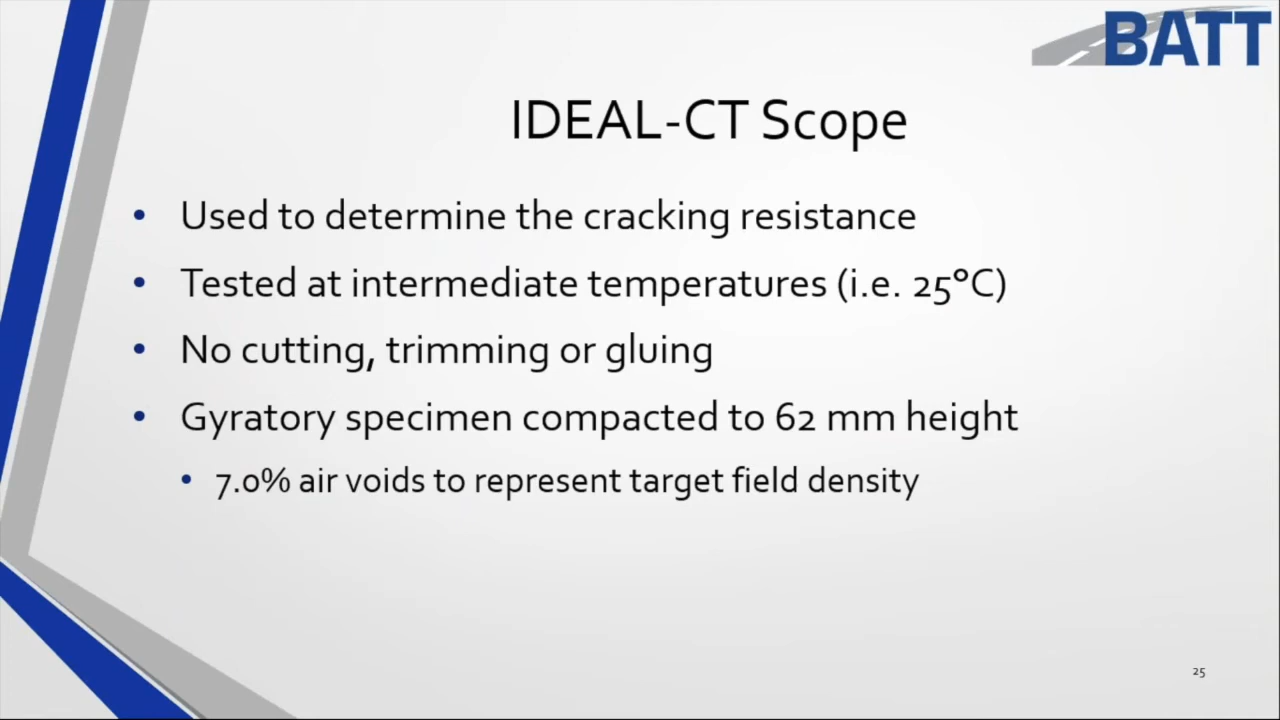 BATT
IDEAL-CT Scope
• Used to determine the cracking resistance
• Tested at intermediate temperatures (i.e. 25°C)
• No cutting, trimming or gluing
• Gyratory specimen compacted to 62 mm height
• 7.0% air voids to represent target field density
25